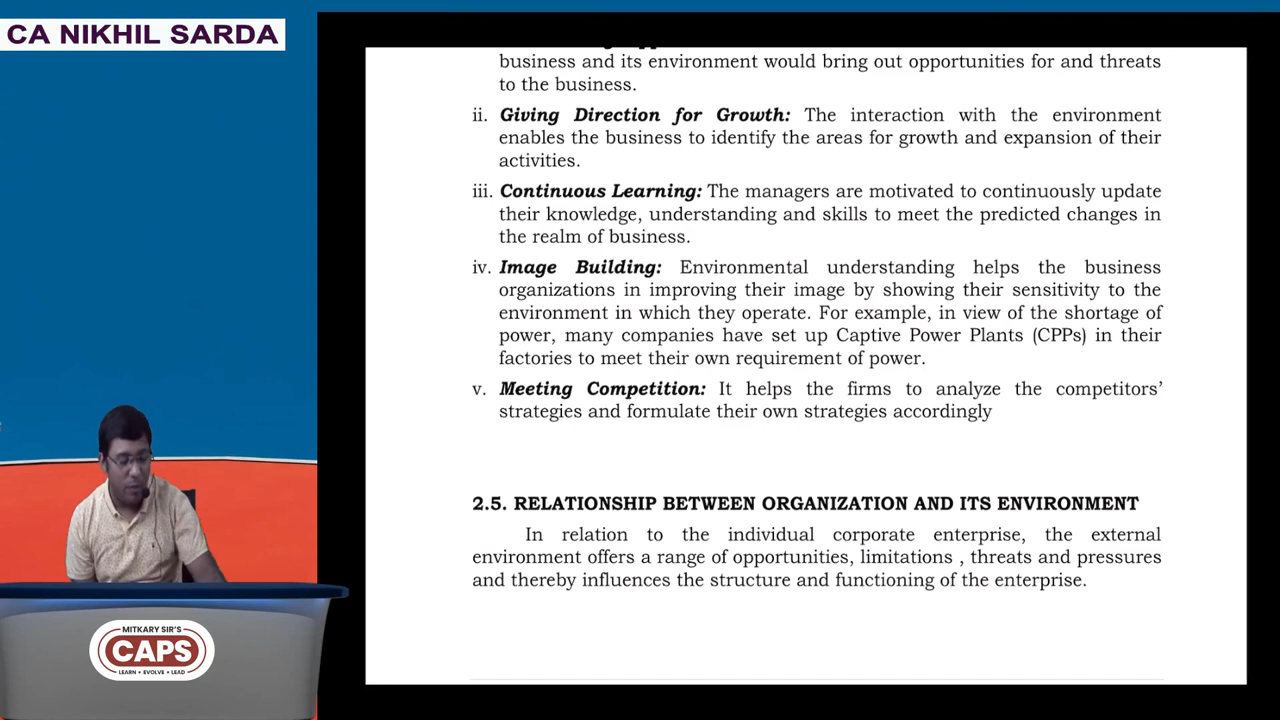 CA NIKHIL SARDA
business and its environment would bring out opportunities for and threats
to the business.
ii. Giving Direction for Growth: The interaction with the environment
enables the business to identify the areas for growth and expansion of their
activities.
iii. Continuous Learning: The managers are motivated to continuously update
their knowledge, understanding and skills to meet the predicted changes in
the realm of business.
iv. Image Building: Environmental understanding helps the business
organizations in improving their image by showing their sensitivity to the
environment in which they operate. For example, in view of the shortage of
power, many companies have set up Captive Power Plants (CPPs) in their
factories to meet their own requirement of power.
v. Meeting Competition: It helps the firms to analyze the competitors’
strategies and formulate their own strategies accordingly
2.5. RELATIONSHIP BETWEEN ORGANIZATION AND ITS ENVIRONMENT
In relation to the individual corporate enterprise, the external
environment offers a range of opportunities, limitations , threats and pressures
and thereby influences the structure and functioning of the enterprise.
MITKARY SIR'S
CAPS
LEARN • EVOLVE • LEAD